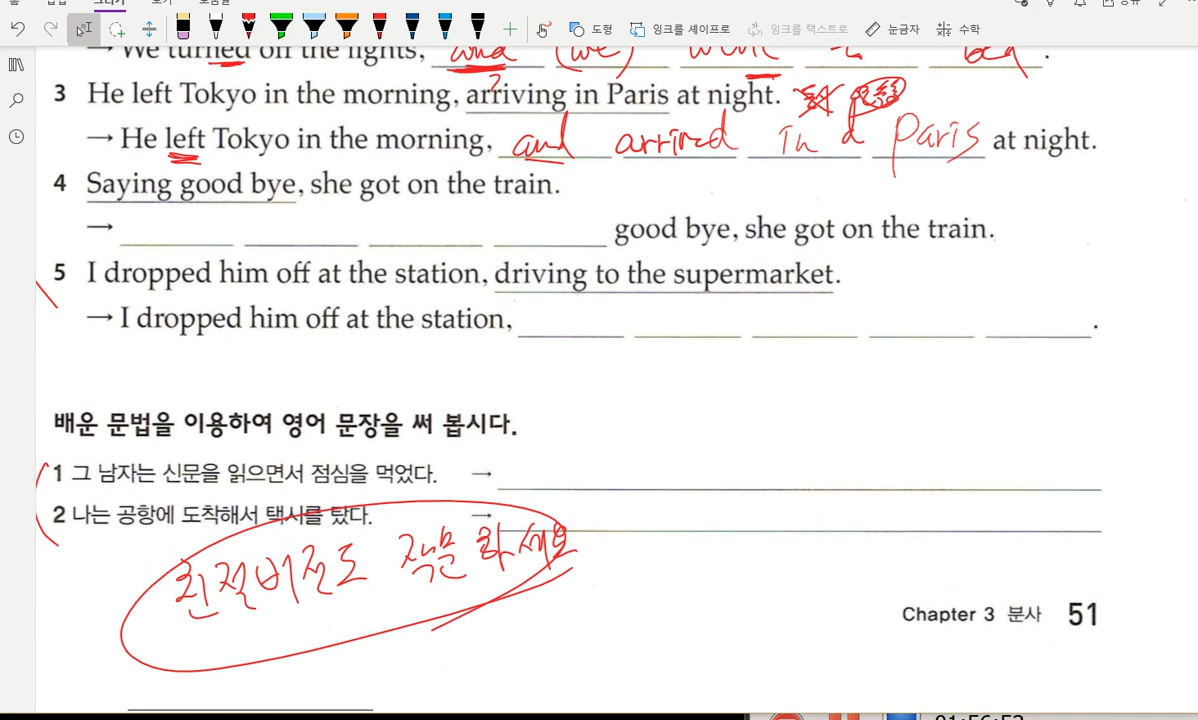 도형 잉크를 셰이프로 잉크를 텍스트로 눈금자 수학
→ We turned off the lights, and (we) went to bed.
3 He left Tokyo in the morning, arriving in Paris at night.
→ He left Tokyo in the morning, and arrired in Paris at night.
4 Saying good bye, she got on the train.
→ good bye, she got on the train.
5 I dropped him off at the station, driving to the supermarket.
→ I dropped him off at the station, .
배운 문법을 이용하여 영어 문장을 써 봅시다.
1 그 남자는 신문을 읽으면서 점심을 먹었다. →
2 나는 공항에 도착해서 택시를 탔다. →
친절버전도 작문 하세요
Chapter 3 분사 51